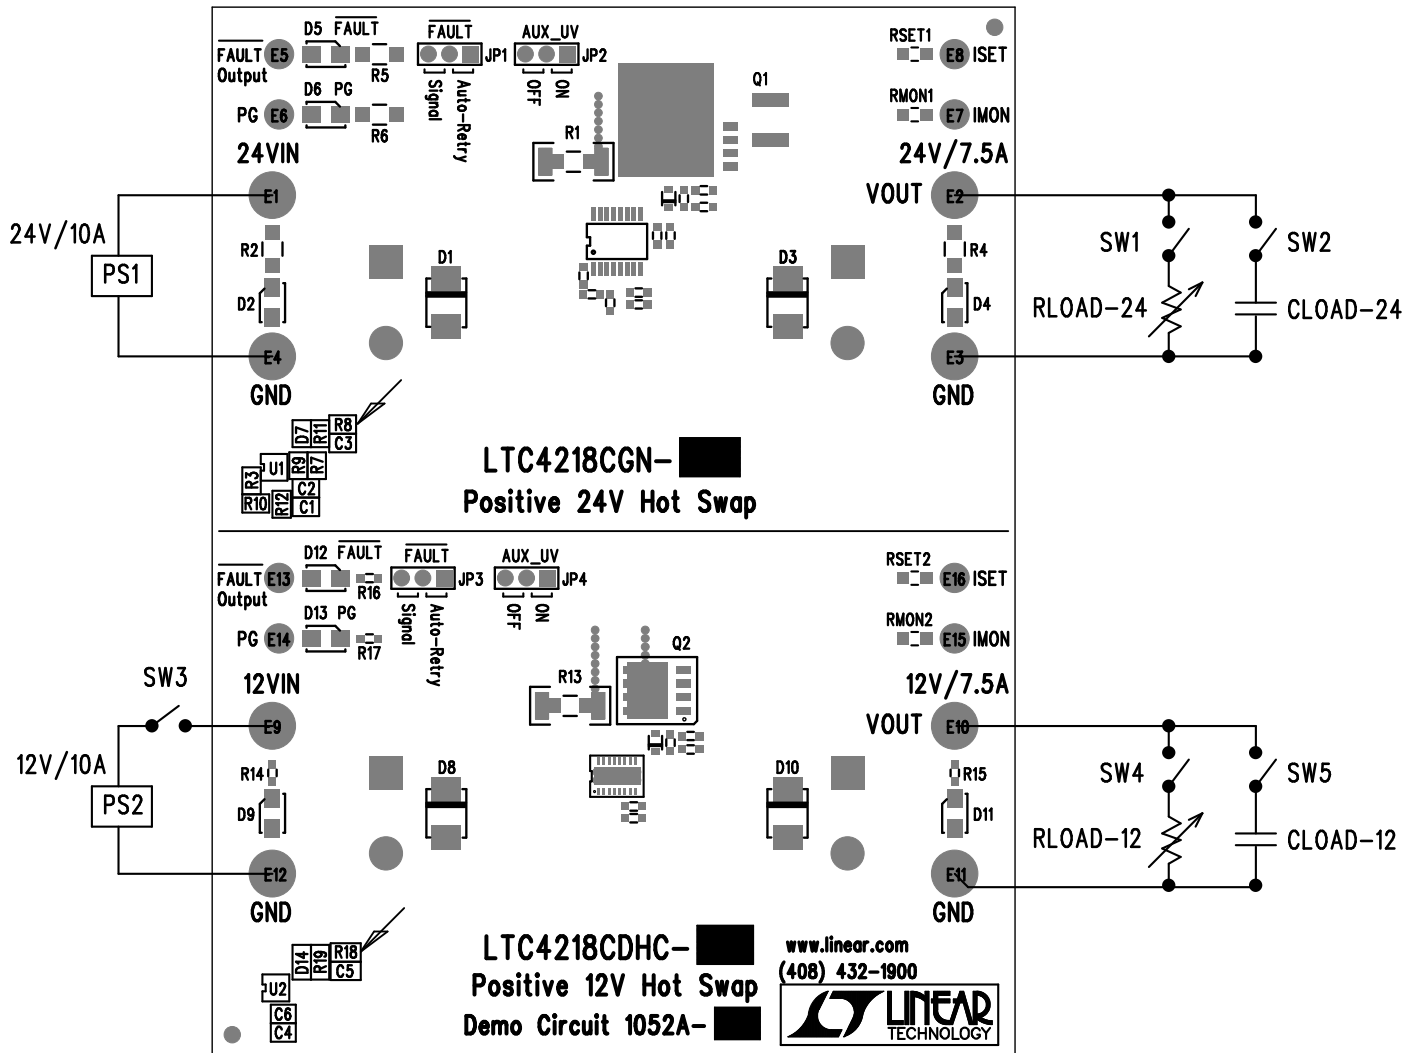 D5 FAULT
FAULT
AUX_UV
RSET1
FAULT
Output
E5
R5
JP1
JP2
E8 ISET
Signal
Auto-Retry
OFF
ON
D6 PG
Q1
RMON1
PG E6
R6
R1
E7 IMON
24VIN
24V/7.5A
E1
VOUT E2
24V/10A
PS1
R2
D1
D3
R4
SW1
SW2
D2
D4
RLOAD-24
CLOAD-24
E4
E3
GND
GND
D7
R11
R8
C3
R3
U1
R9
R7
R10
R12
C2
C1
LTC4218CGN-
Positive 24V Hot Swap
D12 FAULT
FAULT
AUX_UV
RSET2
FAULT
Output
E13
R16
JP3
JP4
E16 ISET
Signal
Auto-Retry
OFF
ON
D13 PG
RMON2
PG E14
R17
E15 IMON
Q2
R13
SW3
12VIN
12V/7.5A
E9
VOUT E10
12V/10A
PS2
R14
D8
D10
R15
SW4
SW5
D9
D11
RLOAD-12
CLOAD-12
E12
E11
GND
GND
D14
R19
R18
C5
U2
C6
C4
LTC4218CDHC-
Positive 12V Hot Swap
Demo Circuit 1052A-
www.linear.com
(408) 432-1900
LINEAR
TECHNOLOGY